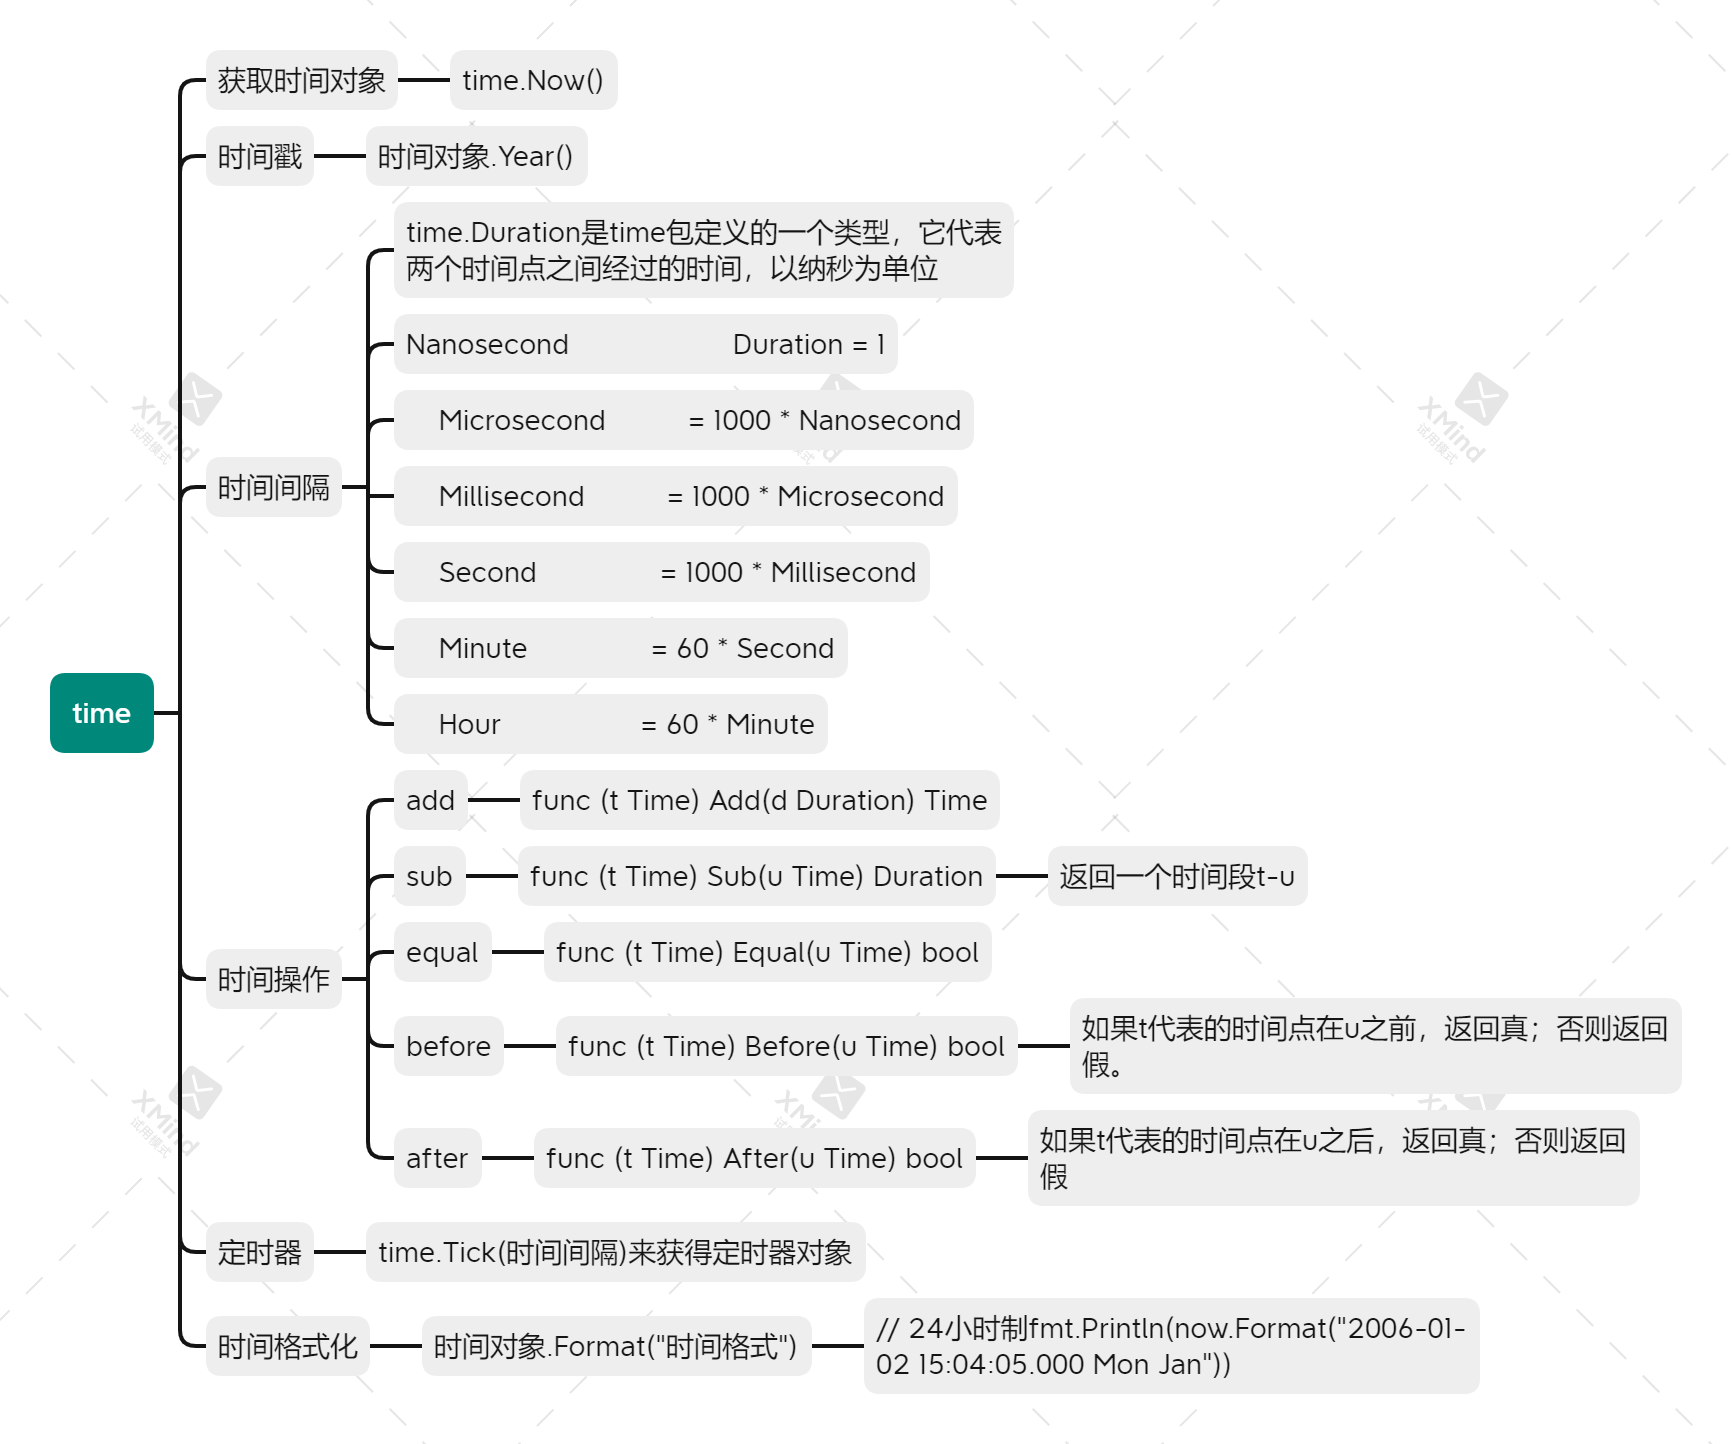 获取时间对象
time.Now()
时间戳
时间对象.Year()
time.Duration是time包定义的一个类型，它代表
两个时间点之间经过的时间，以纳秒为单位
Nanosecond Duration = 1
Microsecond = 1000 * Nanosecond
Millisecond = 1000 * Microsecond
时间间隔
Second = 1000 * Millisecond
Minute = 60 * Second
Hour = 60 * Minute
time
add
func (t Time) Add(d Duration) Time
sub
func (t Time) Sub(u Time) Duration
返回一个时间段t-u
equal
func (t Time) Equal(u Time) bool
时间操作
before
func (t Time) Before(u Time) bool
如果t代表的时间点在u之前，返回真；否则返回
假。
after
func (t Time) After(u Time) bool
如果t代表的时间点在u之后，返回真；否则返回
假
定时器
time.Tick(时间间隔)来获得定时器对象
时间格式化
时间对象.Format("时间格式")
// 24小时制fmt.Println(now.Format("2006-01-
02 15:04:05.000 Mon Jan"))
XMind
试用模式
XMind
试用模式
XMind
试用模式